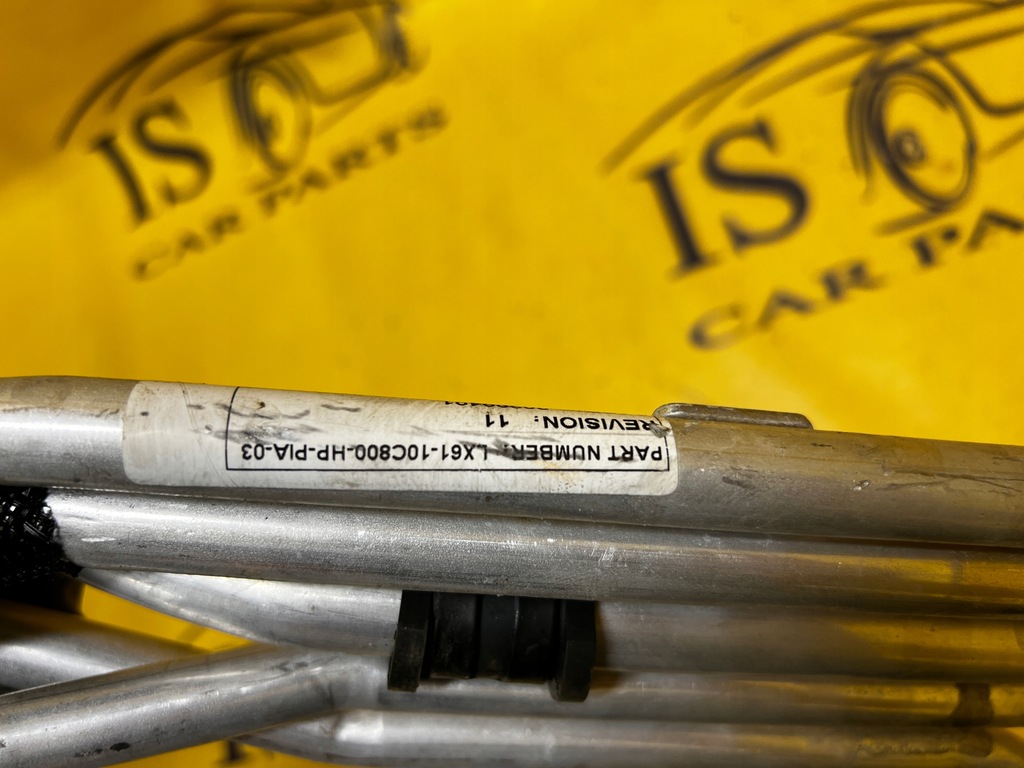 IS
CAR PARTS
IS
CAR PA
PART NUMBER: LX61-10C800-HP-PIA-03
REVISION: 11